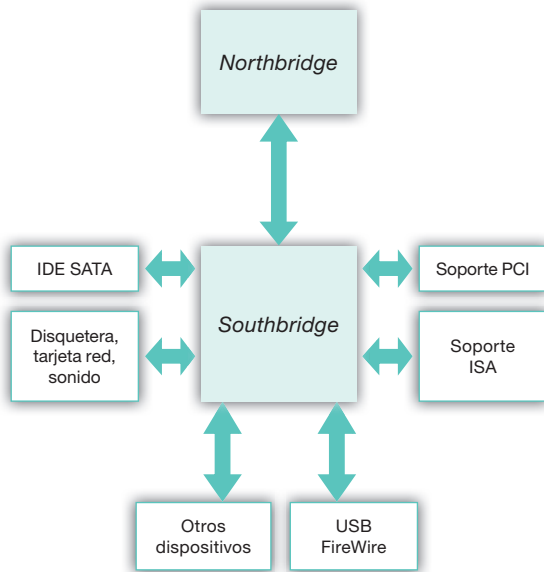 Northbridge
IDE SATA
Southbridge
Soporte PCI
Disquetera,
tarjeta red,
sonido
Soporte
ISA
Otros
dispositivos
USB
FireWire